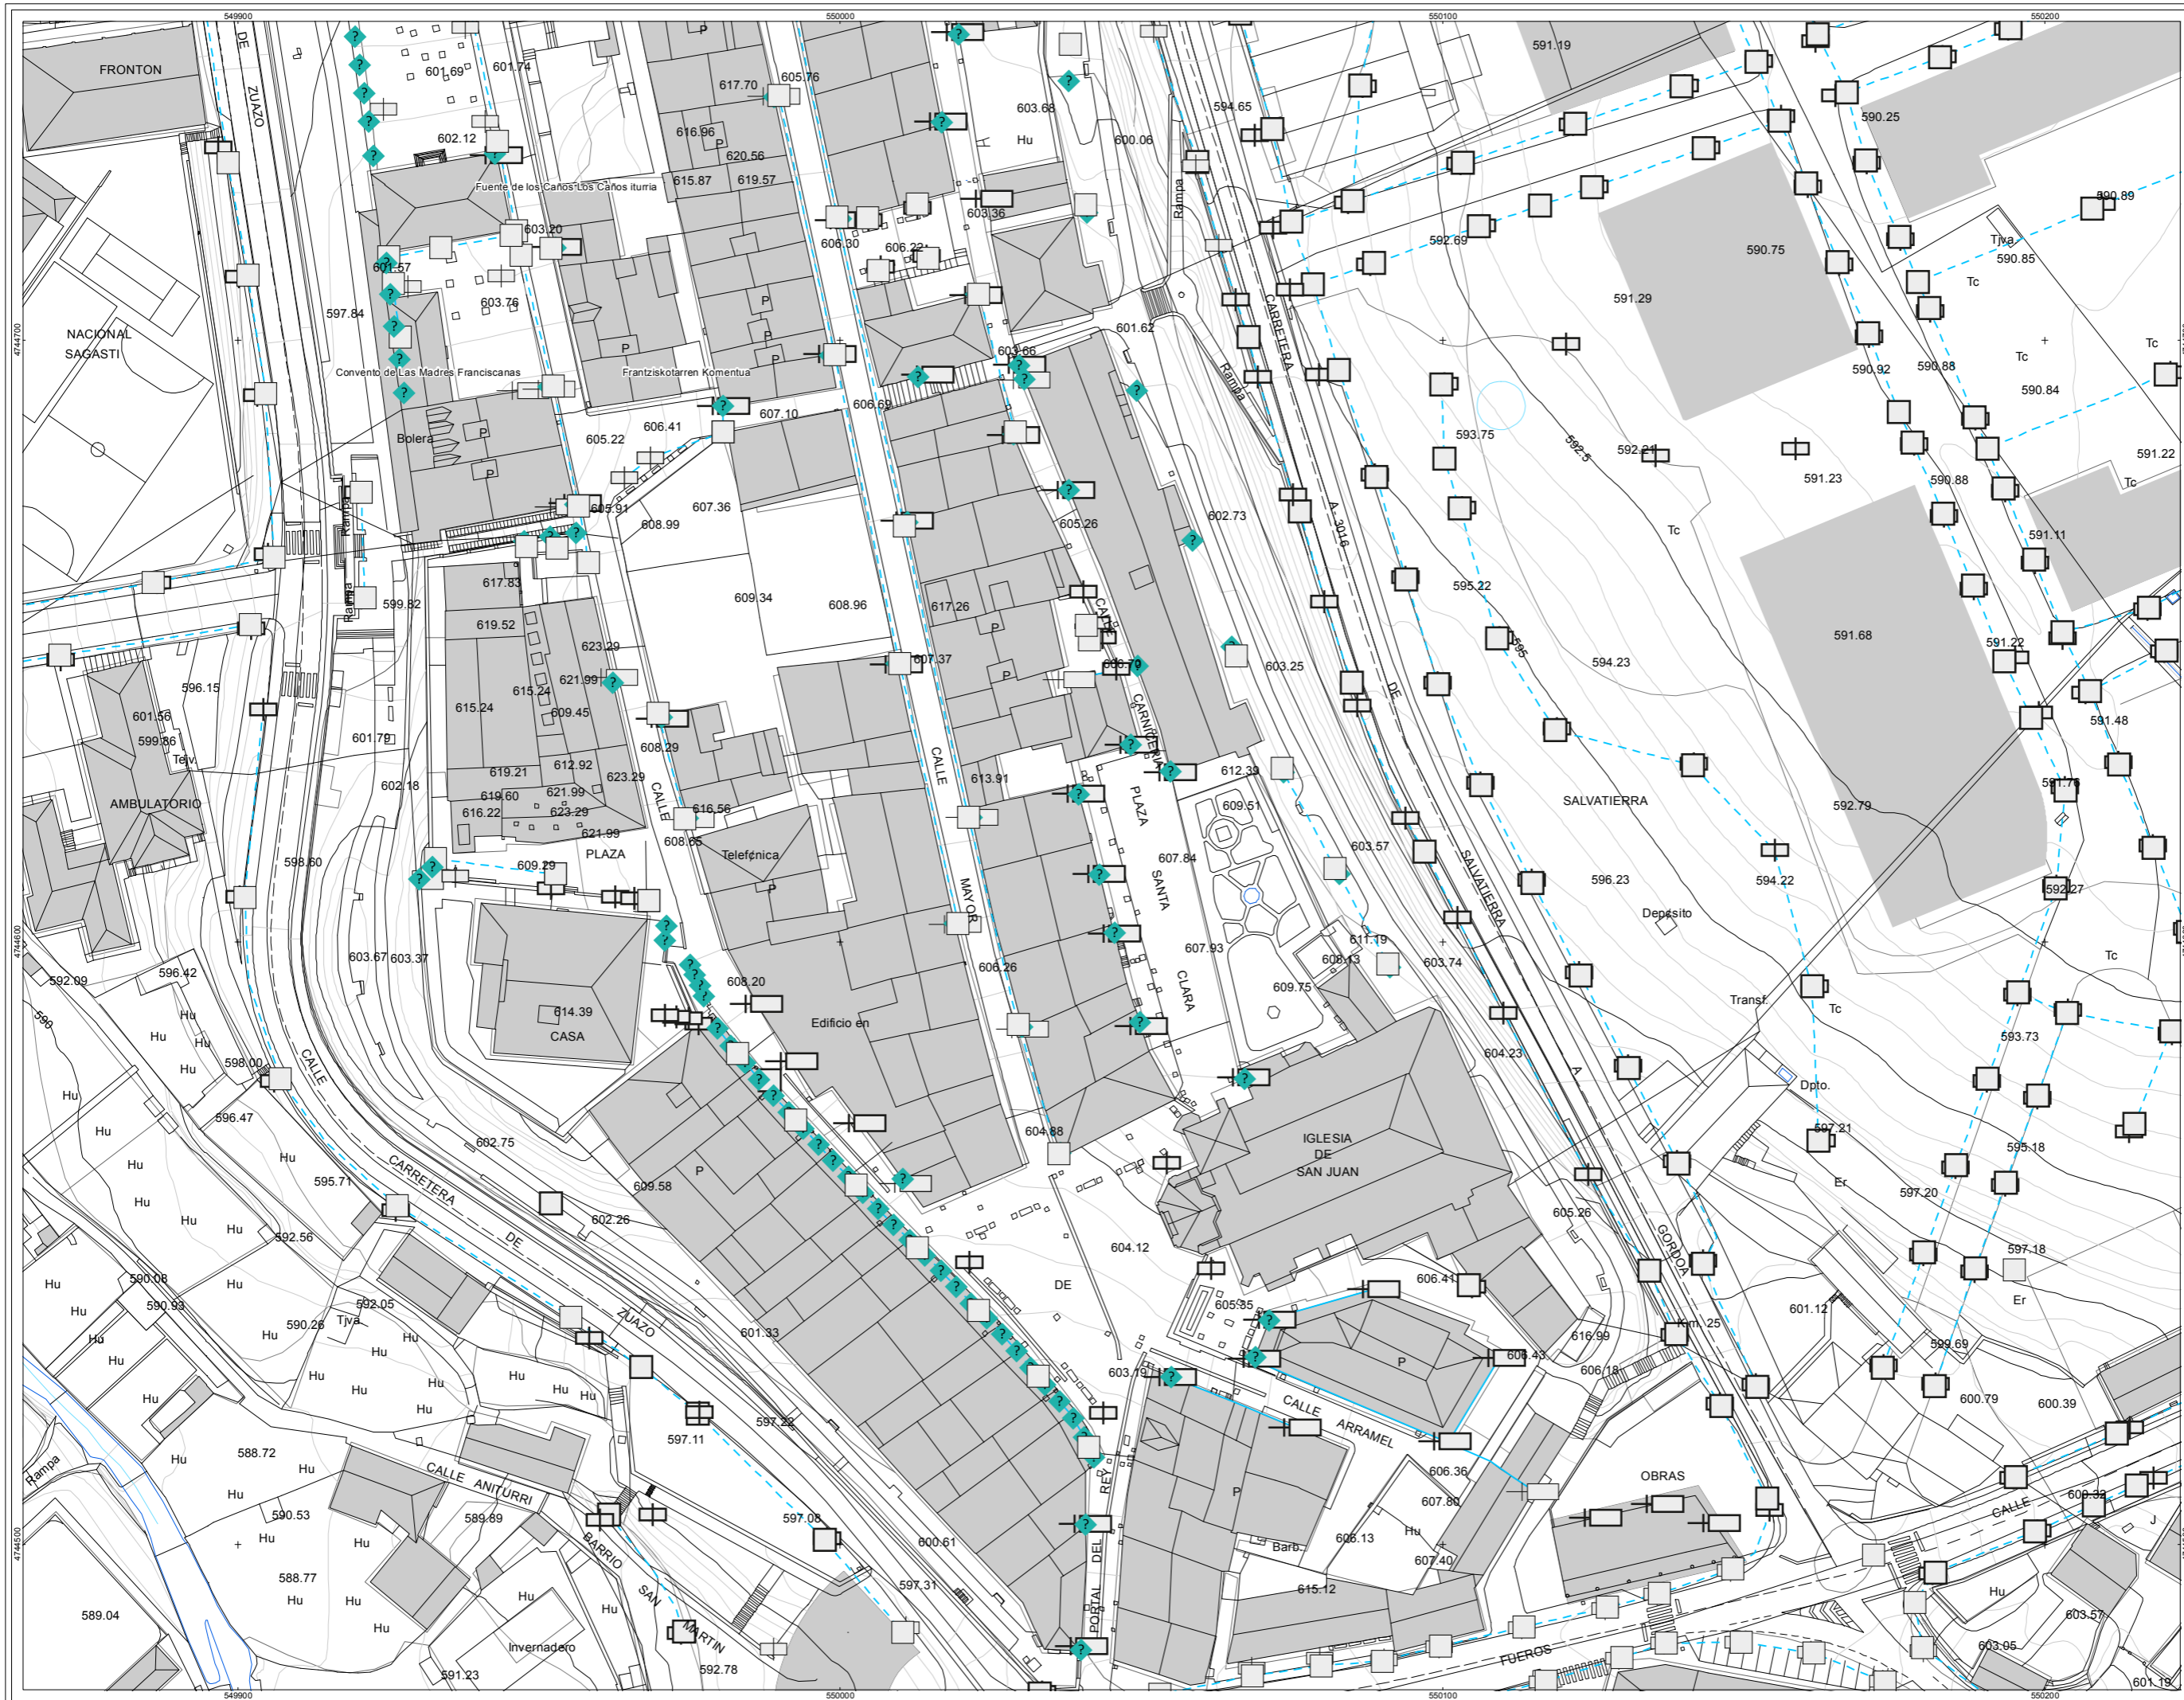 549900
550000
550100
550200
4744700
4744600
4744500
FRONTON
DE
ZUAZO
601.69
601.74
P
617.70
605.76
603.68
594.65
591.19
590.25
602.12
616.96
P
620.56
615.87
619.57
Hu
600.06
Rampa
Fuente de los Caños-Los Caños iturria
603.20
603.36
590.89
601.57
606.30
606.22
592.69
590.75
Tjva.
590.85
Tc
603.76
597.84
P
P
P
P
591.29
CARRETERA
NACIONAL
SAGASTI
601.62
603.66
Rampa
590.92
590.88
Tc
Tc
590.84
Convento de Las Madres Franciscanas
Frantziskotarren Komentua
606.69
607.10
606.41
605.22
Bolera
P
P
593.75
592.5
592.21
591.22
Tc
591.23
590.88
Rampa
605.91
608.99
607.36
605.26
602.73
A- 3016
Tc
591.11
617.83
Rampa
599.82
609.34
608.96
617.26
P
CALLE
595.22
591.68
591.22
619.52
623.29
607.37
606.70
603.25
595
594.23
596.15
601.56
599.86
615.24
615.24
621.99
609.45
P
DE
591.48
Tejv.
601.79
608.29
CARNICERIA
612.92
619.21
623.29
CALLE
613.91
612.39
591.76
AMBULATORIO
602.18
619.60
621.99
616.22
623.29
621.99
CALLE
616.56
608.65
PLAZA
609.51
SALVATIERRA
592.79
598.60
PLAZA
609.29
Telefónica
P
607.84
603.57
SALVATIERRA
596.23
594.22
592.27
MAYOR
SANTA
Depósito
603.67
603.37
606.26
607.93
611.19
608.13
603.74
Tc
592.09
596.42
CLARA
609.75
590
Hu
Hu
Hu
Hu
608.20
614.39
CASA
Edificio en
Transf.
Tc
593.73
598.00
CALLE
604.23
A
Dpto.
Hu
596.47
Hu
602.75
604.88
IGLESIA
DE
SAN JUAN
597.21
595.18
Hu
Hu
595.71
CARRETERA
P
609.58
Er
597.20
Hu
Hu
592.56
DE
602.26
604.12
605.26
GORDOA
597.18
Hu
590.08
Hu
590.93
Hu
592.05
Tjva
590.26
Hu
Hu
ZUAZO
601.33
DE
605.35
606.41
601.12
Er
Km. 25
616.99
599.69
Hu
Hu
Hu
Hu
Hu
Hu
Hu
Hu
Hu
603.19
P
606.43
606.18
600.79
600.39
CALLE ARRAMEL
597.22
597.11
588.72
Hu
Hu
CALLE ANITURRI
Rampa
REY
P
606.36
607.80
OBRAS
CALLE
600.32
590.53
Hu
Hu
Hu
589.89
BARRIO
597.08
600.61
DEL
Barb.
606.13
Hu
607.40
J
588.77
Hu
Hu
Hu
Hu
SAN
597.31
615.12
Hu
589.04
Invernadero
MARTIN
PORTAL
FUEROS
603.57
603.05
591.23
592.78
601.19